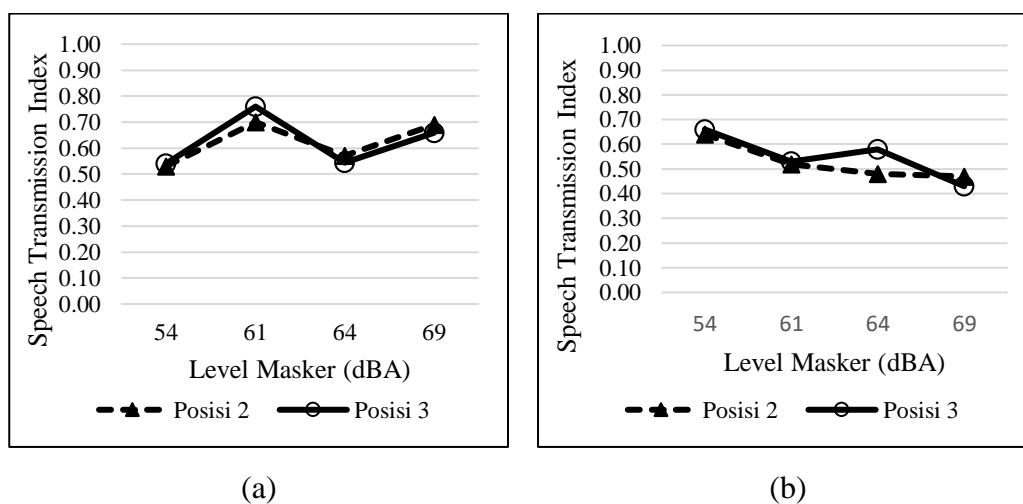 Speech Transmission Index
1.00
0.90
0.80
0.70
0.60
0.50
0.40
0.30
0.20
0.10
0.00
54 61 64 69
Level Masker (dBA)
Posisi 2 Posisi 3
(a)
Speech Transmission Index
1.00
0.90
0.80
0.70
0.60
0.50
0.40
0.30
0.20
0.10
0.00
54 61 64 69
Level Masker (dBA)
Posisi 2 Posisi 3
(b)